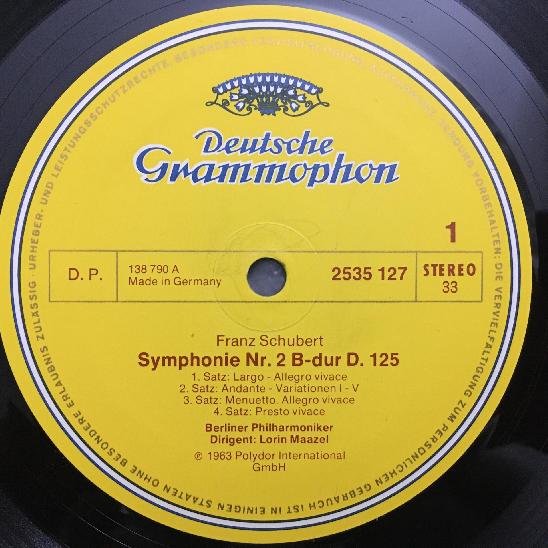 Deutsche
Grammophon
1
D. P.
138 790 A
Made in Germany
2535 127
STEREO
33
Franz Schubert
Symphonie Nr. 2 B-dur D. 125
1. Satz: Largo - Allegro vivace
2. Satz: Andante - Variationen I - V
3. Satz: Menuetto. Allegro vivace
4. Satz: Presto vivace
Berliner Philharmoniker
Dirigent: Lorin Maazel
℗ 1963 Polydor International
GmbH
URHEBER- UND LEISTUNGSSCHUTZRECHTE, BESONDERS
SENDUNG VORBEHALTEN; DIE VERVIELFÄLTIGUNG ZUM PERSÖNLICHEN GEBRAUCH IST IN EINIGEN STAATEN OHNE BESONDERE ERLAUBNIS ZULÄSSIG ·